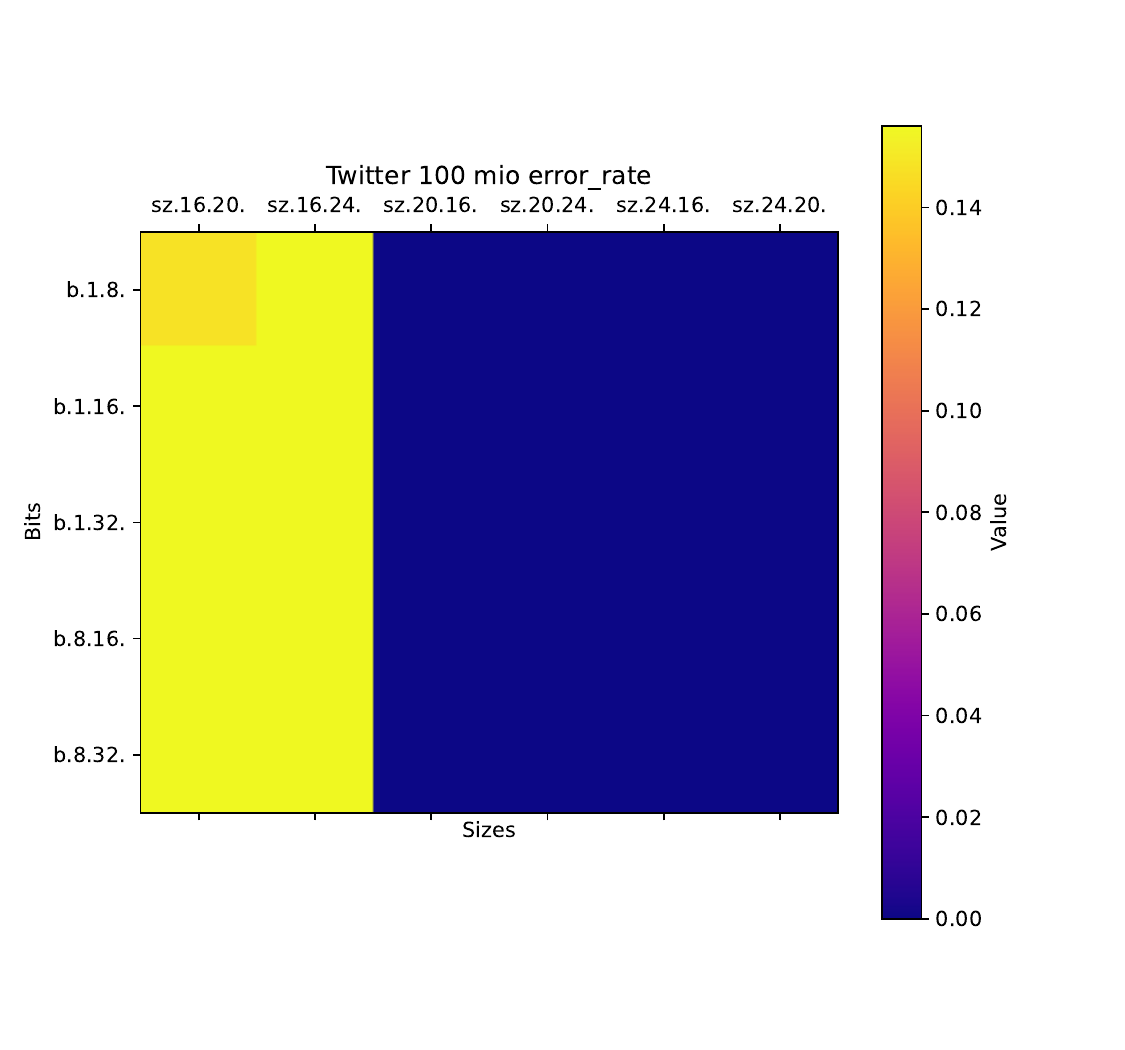 Twitter 100 mio error_rate
sz.16.20. sz.16.24. sz.20.16. sz.20.24. sz.24.16. sz.24.20.
b.1.8.
b.1.16.
b.1.32.
b.8.16.
b.8.32.
Bits
Sizes
0.14
0.12
0.10
0.08
0.06
0.04
0.02
0.00
Value